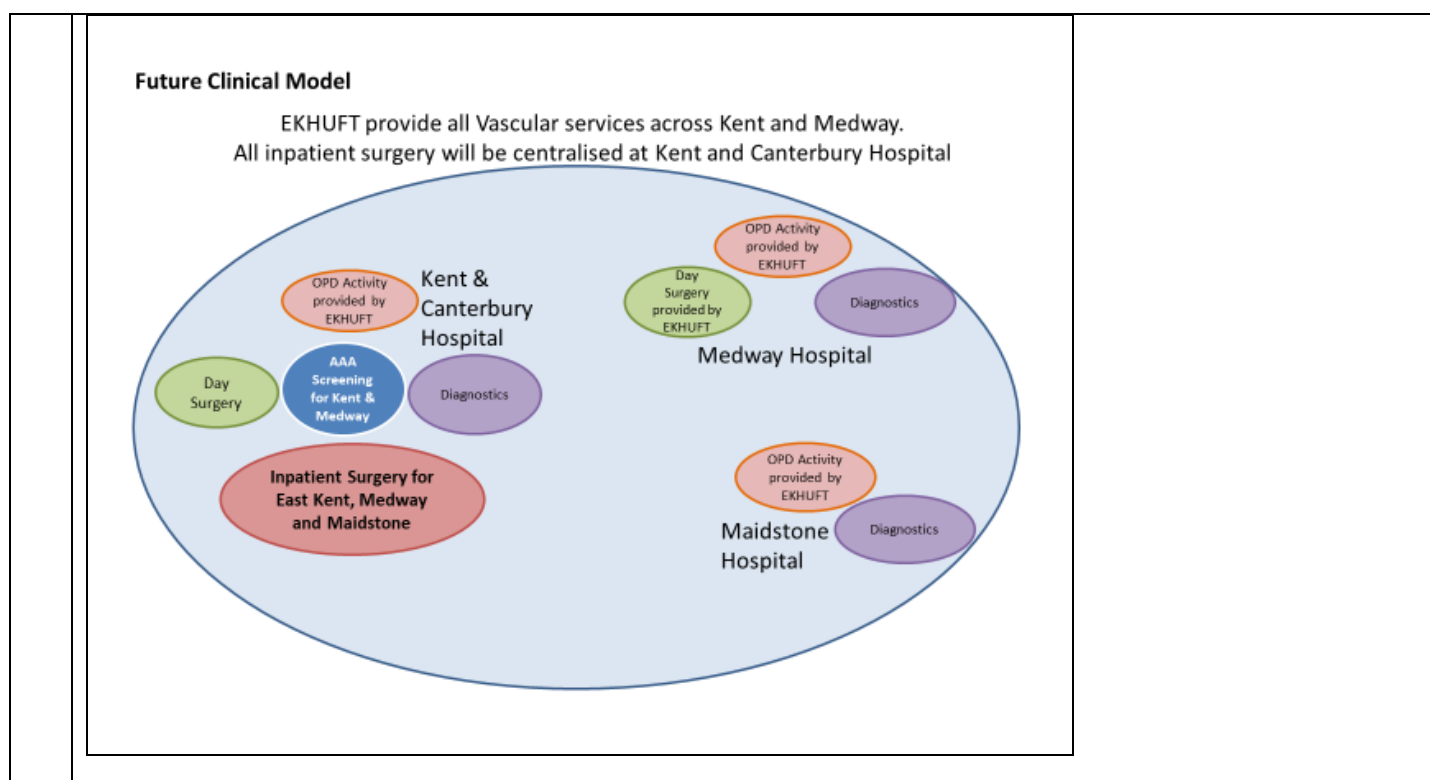 Future Clinical Model
EKHUFT provide all Vascular services across Kent and Medway.
All inpatient surgery will be centralised at Kent and Canterbury Hospital
OPD Activity
provided by
EKHUFT
Kent &
Canterbury
Hospital
Day
Surgery
AAA
Screening
for Kent &
Medway
Diagnostics
Inpatient Surgery for
East Kent, Medway
and Maidstone
OPD Activity
provided by
EKHUFT
Day
Surgery
provided by
EKHUFT
Diagnostics
Medway Hospital
OPD Activity
provided by
EKHUFT
Diagnostics
Maidstone
Hospital